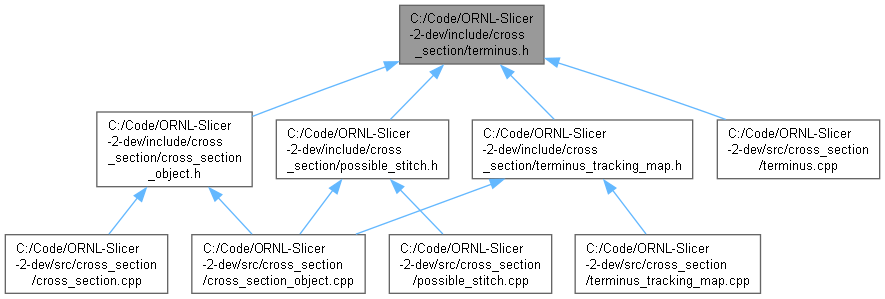 C:/Code/ORNL-Slicer
-2-dev/include/cross
_section/terminus.h
C:/Code/ORNL-Slicer
-2-dev/include/cross
_section/cross_section
_object.h
C:/Code/ORNL-Slicer
-2-dev/include/cross
_section/possible_stitch.h
C:/Code/ORNL-Slicer
-2-dev/include/cross
_section/terminus_tracking_map.h
C:/Code/ORNL-Slicer
-2-dev/src/cross_section
/terminus.cpp
C:/Code/ORNL-Slicer
-2-dev/src/cross_section
/cross_section.cpp
C:/Code/ORNL-Slicer
-2-dev/src/cross_section
/cross_section_object.cpp
C:/Code/ORNL-Slicer
-2-dev/src/cross_section
/possible_stitch.cpp
C:/Code/ORNL-Slicer
-2-dev/src/cross_section
/terminus_tracking_map.cpp